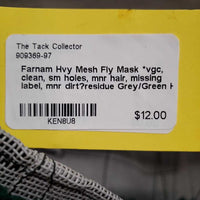 The Tack Collector
909369-97
Farnam Hvy Mesh Fly Mask *vgc,
clean, sm holes, mnr hair, missing
label, mnr dirt?residue Grey/Green H
$12.00
KEN8U8